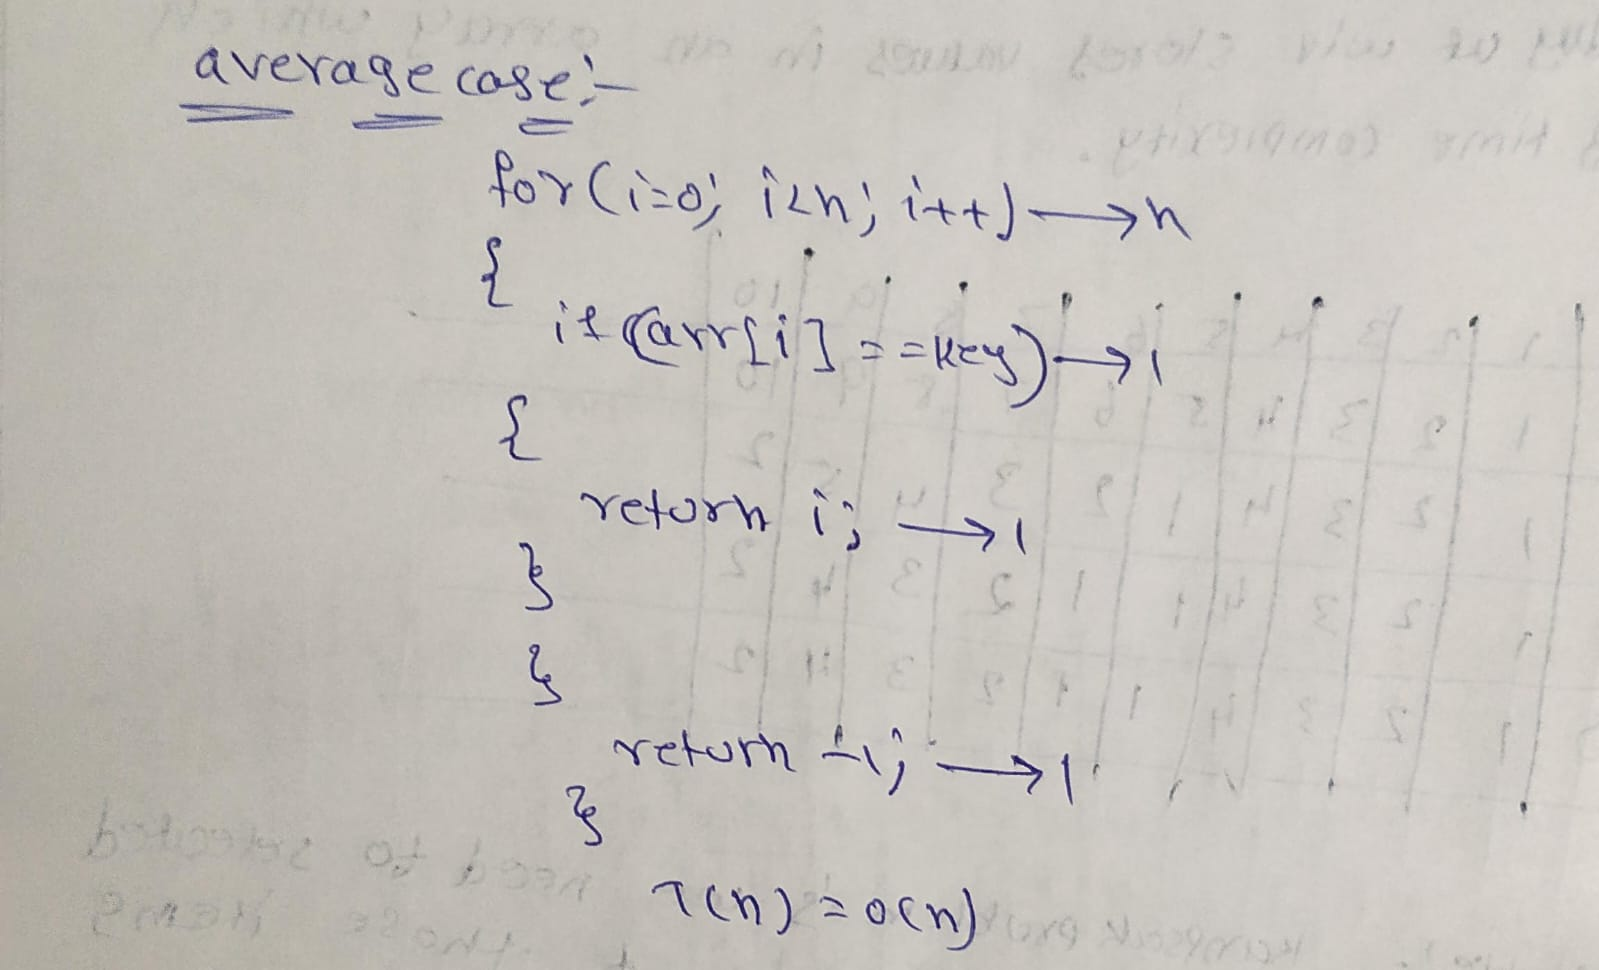 average case:-
for(i=0; i<n; i++) → n
{
if (arr[i] ==key) → 1
{
return i; → 1
}
}
return -1; → 1
}
T(n) = o(n)